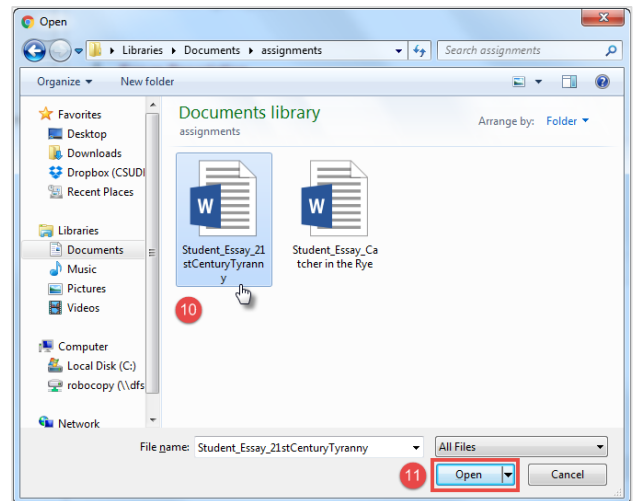 Open
Libraries ▸ Documents ▸ assignments
Search assignments
Organize
New folder
Favorites
Desktop
Downloads
Dropbox (CSUDI
Recent Places
Libraries
Documents
Music
Pictures
Videos
Computer
Local Disk (C:)
robocopy (\\dfs
Network
Documents library
assignments
Arrange by: Folder
W
Student_Essay_21
stCenturyTyrann
y
W
Student_Essay_Ca
tcher in the Rye
10
File name: Student_Essay_21stCenturyTyranny
All Files
11
Open
Cancel